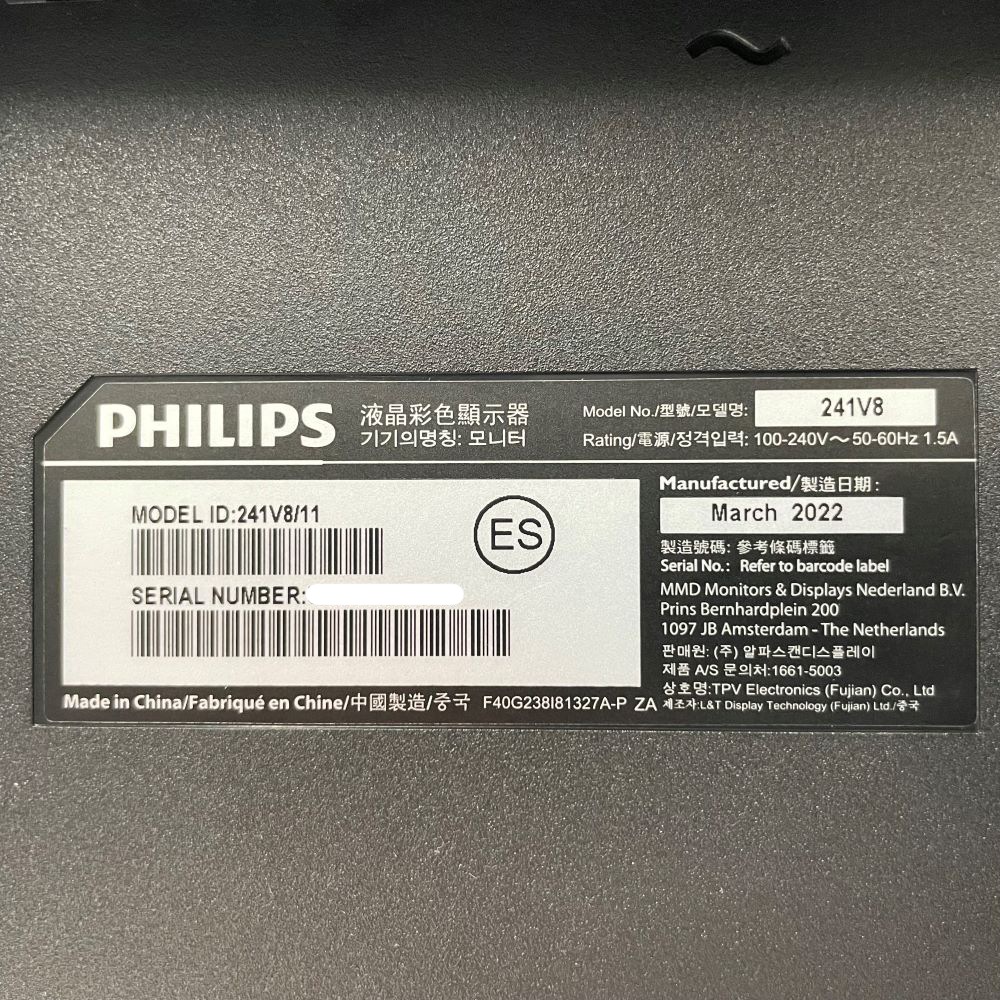 PHILIPS
液晶彩色顯示器
기기의명칭: 모니터
Model No./型號/모델명: 241V8
Rating/電源/정격입력: 100-240V～50-60Hz 1.5A
MODEL ID:241V8/11
SERIAL NUMBER:
ES
Manufactured/製造日期:
March 2022
製造號碼: 參考條碼標籤
Serial No.: Refer to barcode label
MMD Monitors & Displays Nederland B.V.
Prins Bernhardplein 200
1097 JB Amsterdam - The Netherlands
판매원: (주) 알파스캔디스플레이
제품 A/S 문의처:1661-5003
상호명:TPV Electronics (Fujian) Co., Ltd
제조자:L&T Display Technology (Fujian) Ltd./중국
Made in China/Fabriqué en Chine/中國製造/중국 F40G238I81327A-P ZA